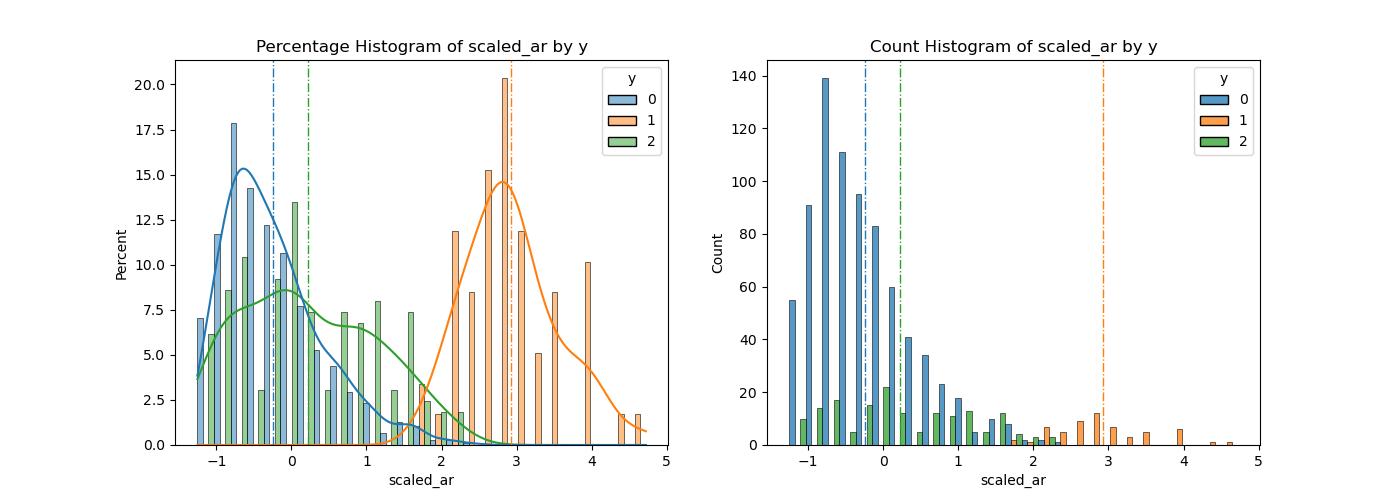 Percentage Histogram of scaled_ar by y
Percent
20.0
17.5
15.0
12.5
10.0
7.5
5.0
2.5
0.0
y
0
1
2
−1 0 1 2 3 4 5
scaled_ar
Count Histogram of scaled_ar by y
Count
140
120
100
80
60
40
20
0
y
0
1
2
−1 0 1 2 3 4 5
scaled_ar